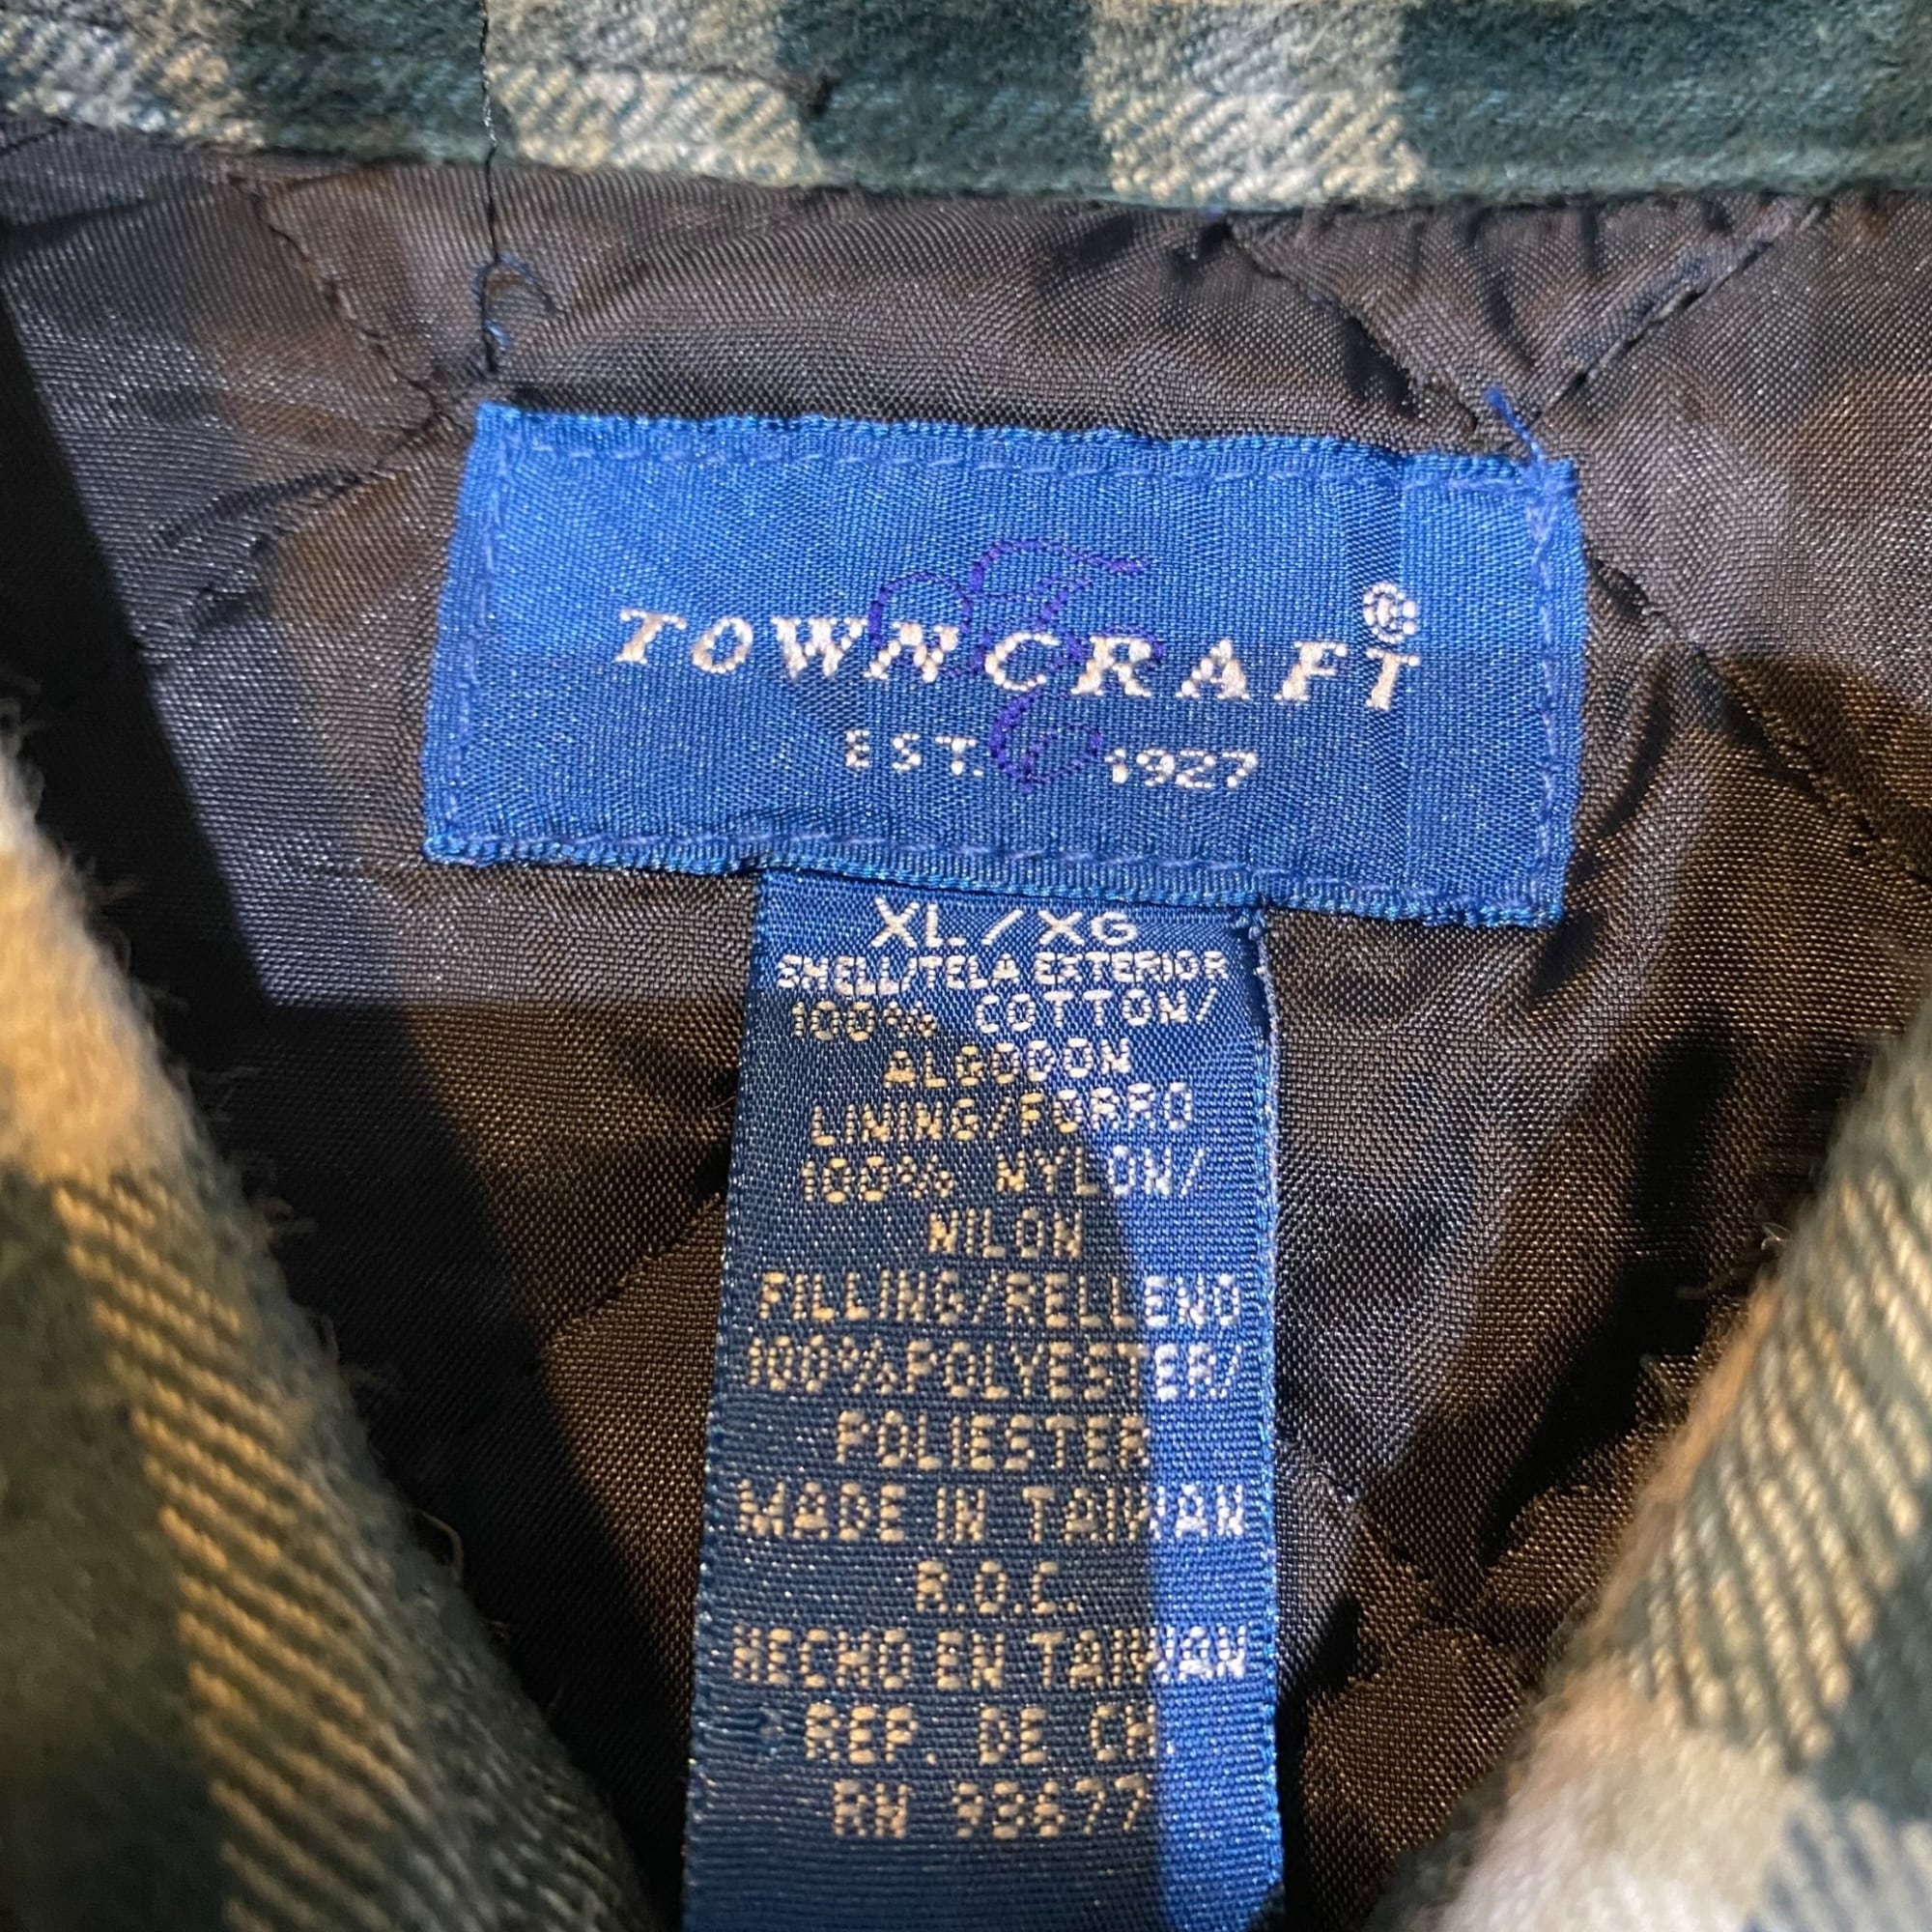 TOWNCRAFT®
EST. 1927
XL/XG
SHELL/TELA EXTERIOR
100% COTTON/
ALGODON
LINING/FORRO
100% NYLON/
NILON
FILLING/RELLENO
100%POLYESTER/
POLIESTER
MADE IN TAIWAN
R.O.C.
HECHO EN TAIWAN
REP. DE CH
RN 93677